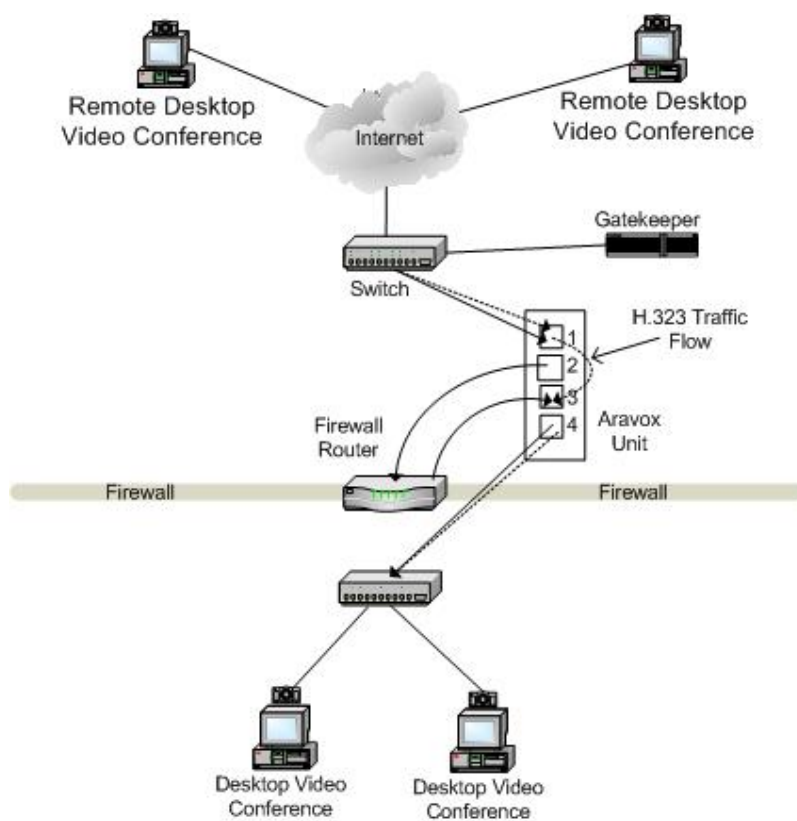 Remote Desktop
Video Conference
Remote Desktop
Video Conference
Internet
Gatekeeper
Switch
H.323 Traffic
Flow
1
2
3
4
Aravox
Unit
Firewall
Router
Firewall
Firewall
Desktop Video
Conference
Desktop Video
Conference